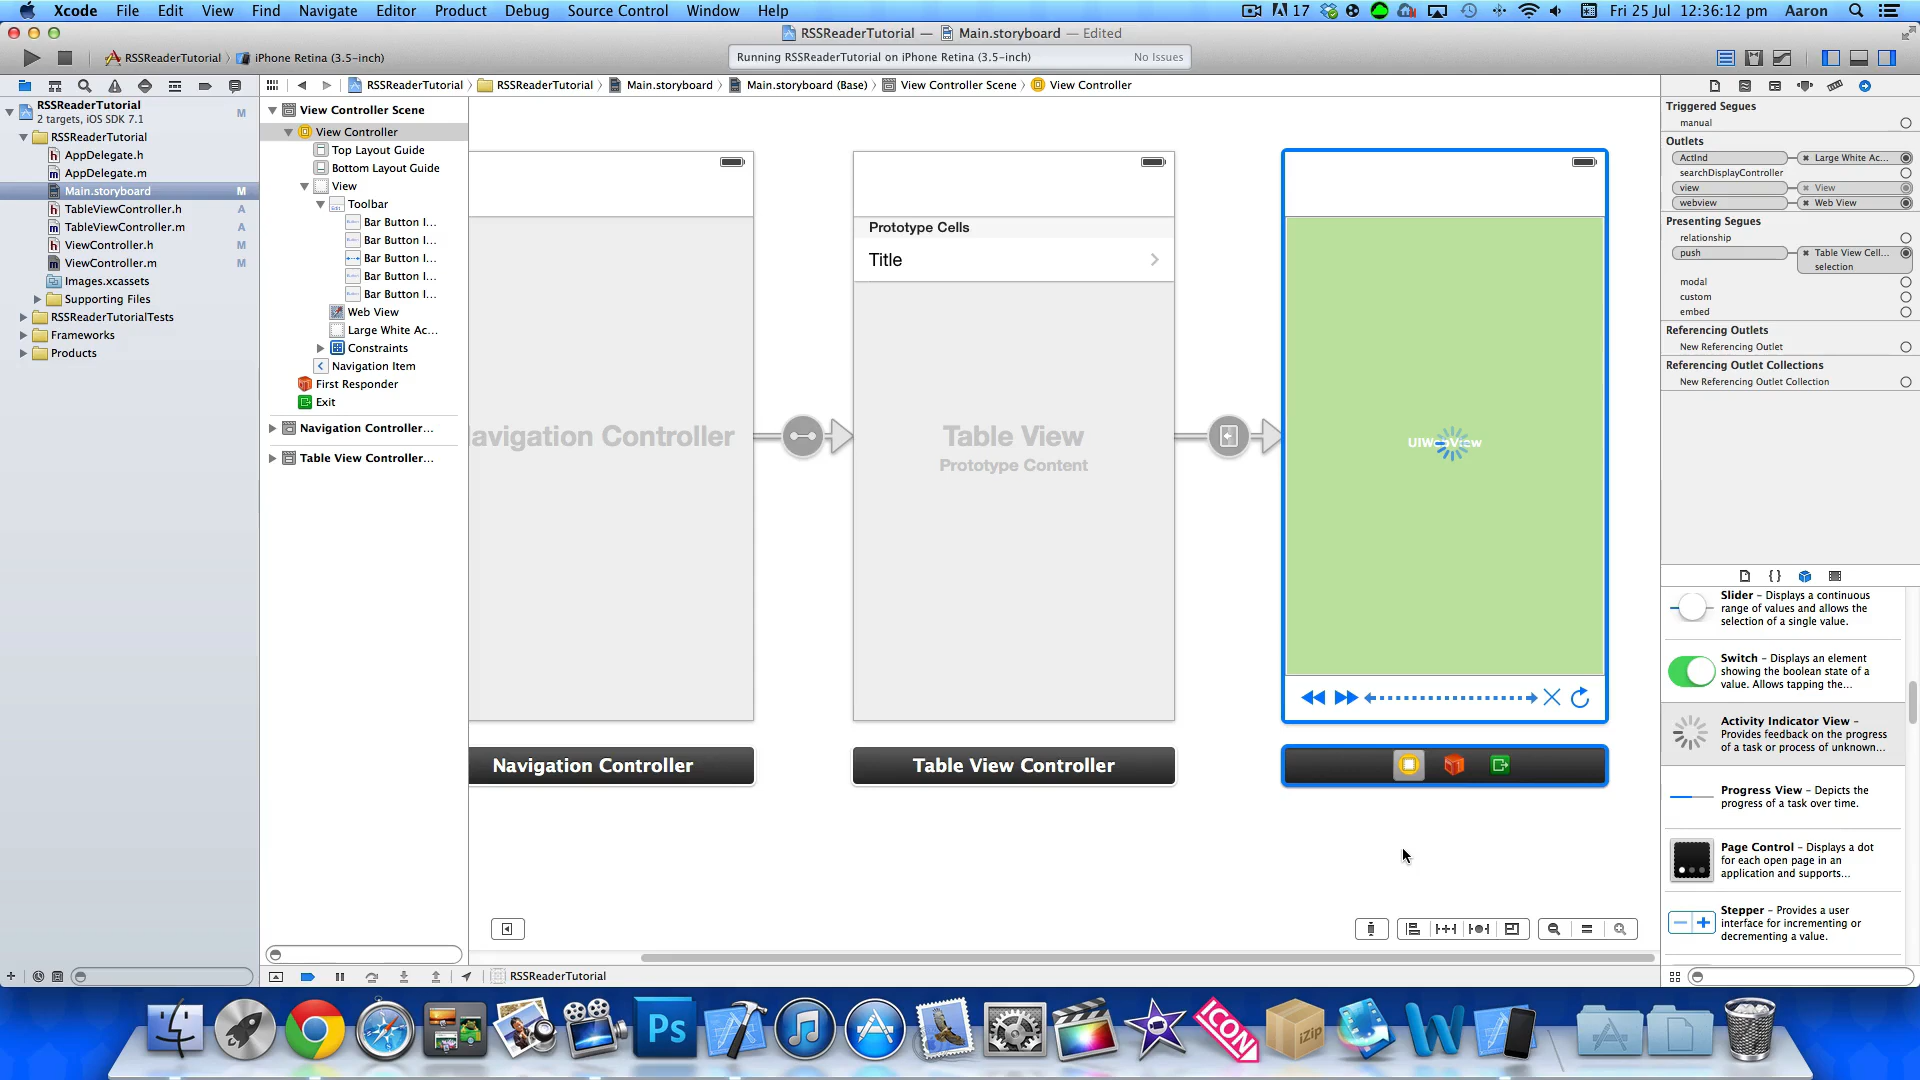 Xcode File Edit View Find Navigate Editor Product Debug Source Control Window Help
17 Fri 25 Jul 12:36:12 pm Aaron
RSSReaderTutorial — Main.storyboard — Edited
RSSReaderTutorial iPhone Retina (3.5-inch)
Running RSSReaderTutorial on iPhone Retina (3.5-inch) No Issues
RSSReaderTutorial RSSReaderTutorial Main.storyboard Main.storyboard (Base) View Controller Scene View Controller
RSSReaderTutorial
2 targets, iOS SDK 7.1 M
RSSReaderTutorial
AppDelegate.h
AppDelegate.m
Main.storyboard M
TableViewController.h A
TableViewController.m A
ViewController.h M
ViewController.m M
Images.xcassets
Supporting Files
RSSReaderTutorialTests
Frameworks
Products
View Controller Scene
View Controller
Top Layout Guide
Bottom Layout Guide
View
Toolbar
Bar Button I...
Bar Button I...
Bar Button I...
Bar Button I...
Bar Button I...
Web View
Large White Ac...
Constraints
Navigation Item
First Responder
Exit
Navigation Controller...
Table View Controller...
avigation Controller
Navigation Controller
Prototype Cells
Title
Table View
Prototype Content
Table View Controller
UIWebView
Triggered Segues
manual
Outlets
ActInd Large White Ac...
searchDisplayController
view View
webview Web View
Presenting Segues
relationship
push Table View Cell...
selection
modal
custom
embed
Referencing Outlets
New Referencing Outlet
Referencing Outlet Collections
New Referencing Outlet Collection
{ }
Slider – Displays a continuous
range of values and allows the
selection of a single value.
Switch – Displays an element
showing the boolean state of a
value. Allows tapping the...
Activity Indicator View –
Provides feedback on the progress
of a task or process of unknown...
Progress View – Depicts the
progress of a task over time.
Page Control – Displays a dot
for each open page in an
application and supports...
Stepper – Provides a user
interface for incrementing or
decrementing a value.
RSSReaderTutorial
Ps
ICON
iZip
W